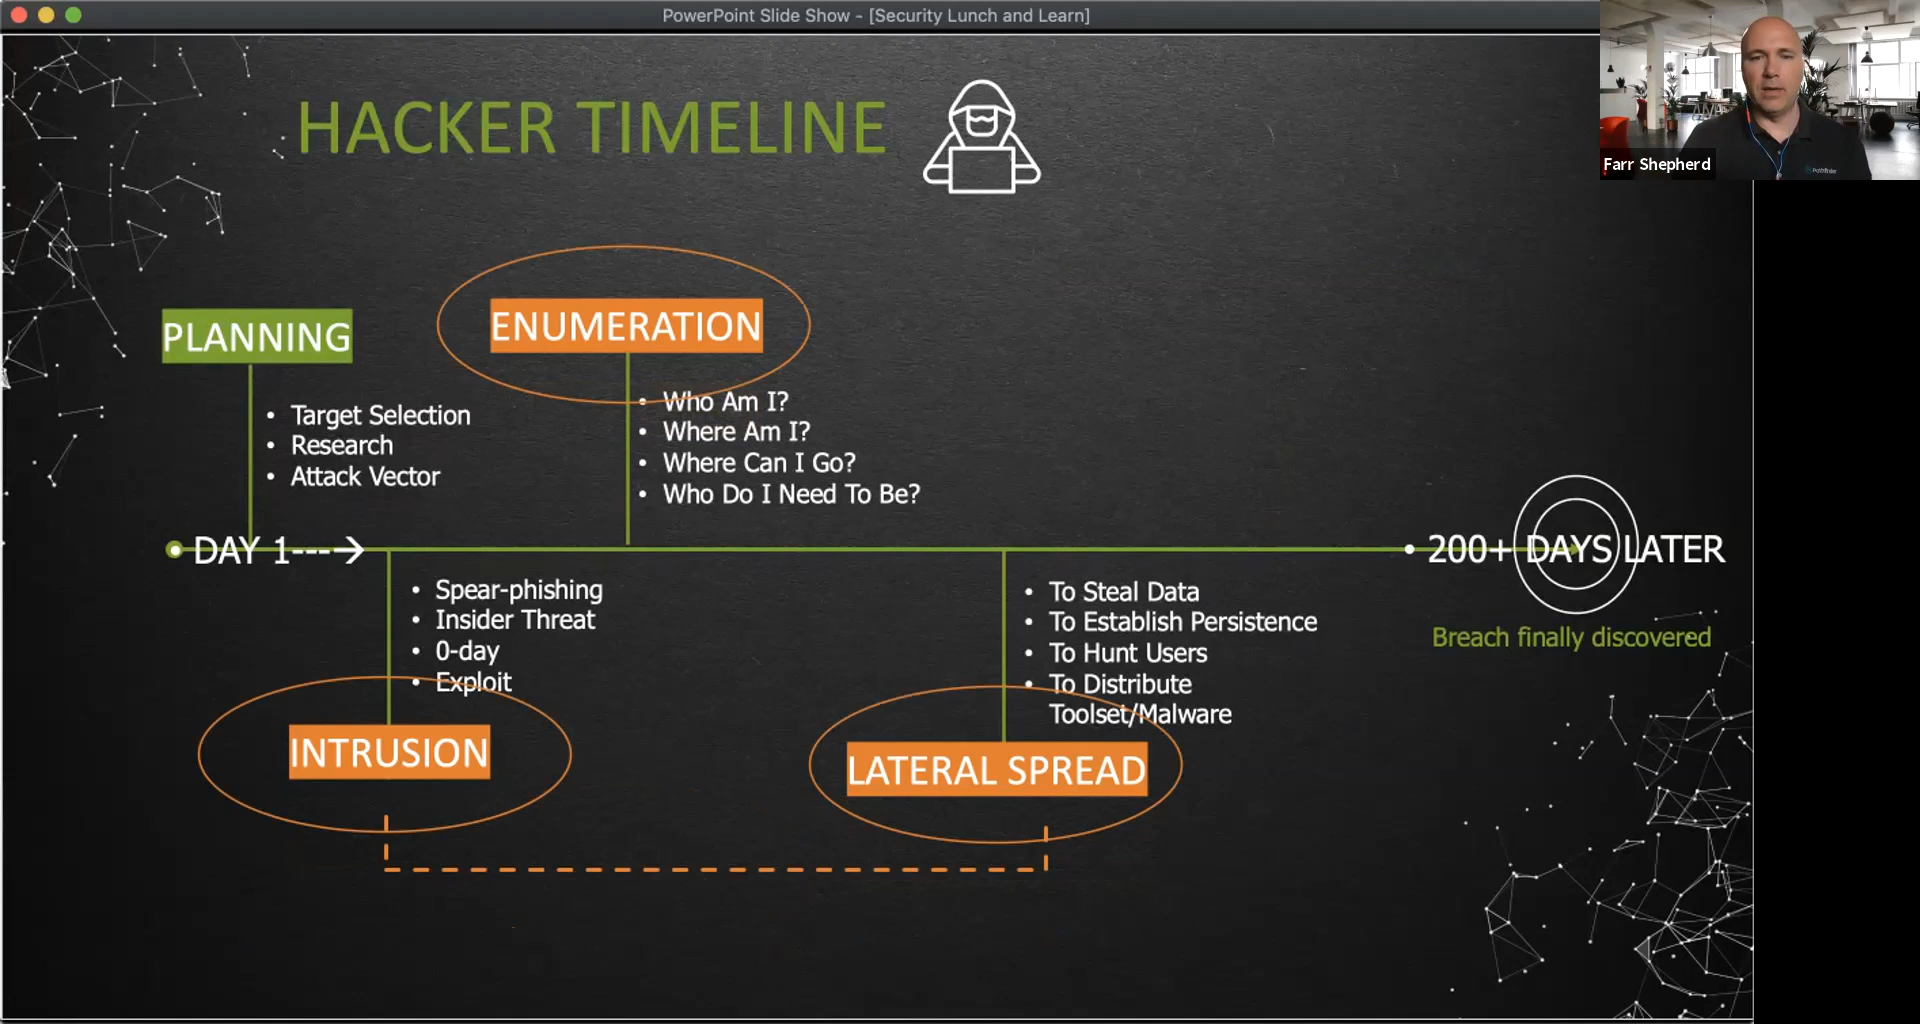 PowerPoint Slide Show - [Security Lunch and Learn]
Farr Shepherd
HACKER TIMELINE
PLANNING
• Target Selection
• Research
• Attack Vector
ENUMERATION
• Who Am I?
• Where Am I?
• Where Can I Go?
• Who Do I Need To Be?
DAY 1--->
200+ DAYS LATER
Breach finally discovered
• Spear-phishing
• Insider Threat
• 0-day
• Exploit
INTRUSION
• To Steal Data
• To Establish Persistence
• To Hunt Users
• To Distribute
Toolset/Malware
LATERAL SPREAD